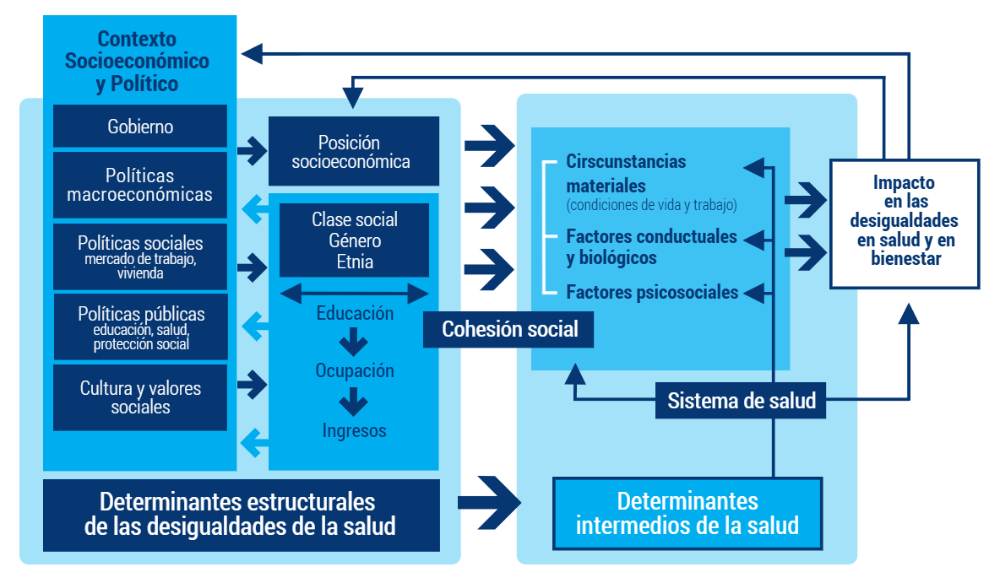 Contexto
Socioeconómico
y Político
Gobierno
Políticas
macroeconómicas
Políticas sociales
mercado de trabajo,
vivienda
Políticas públicas
educación, salud,
protección social
Cultura y valores
sociales
Posición
socioeconómica
Clase social
Género
Etnia
Educación
Ocupación
Ingresos
Cohesión social
Cirscunstancias
materiales
(condiciones de vida y trabajo)
Factores conductuales
y biológicos
Factores psicosociales
Sistema de salud
Impacto
en las
desigualdades
en salud y en
bienestar
Determinantes estructurales
de las desigualdades de la salud
Determinantes
intermedios de la salud